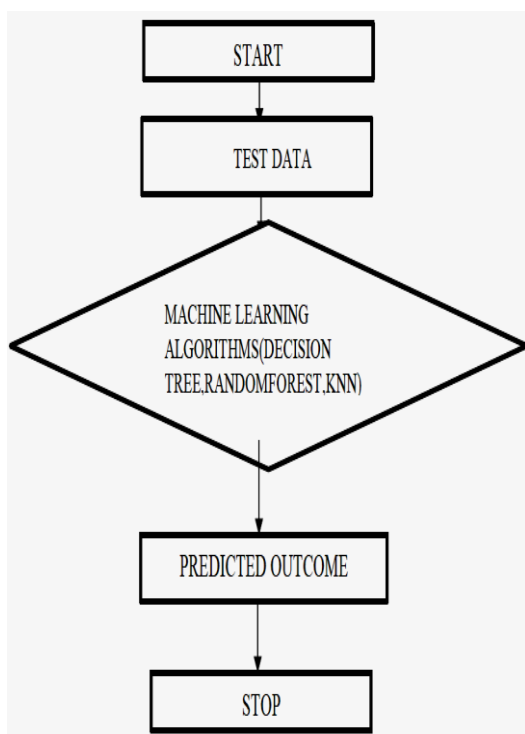 START
TEST DATA
MACHINE LEARNING
ALGORITHMS(DECISION
TREE,RANDOMFOREST,KNN)
PREDICTED OUTCOME
STOP